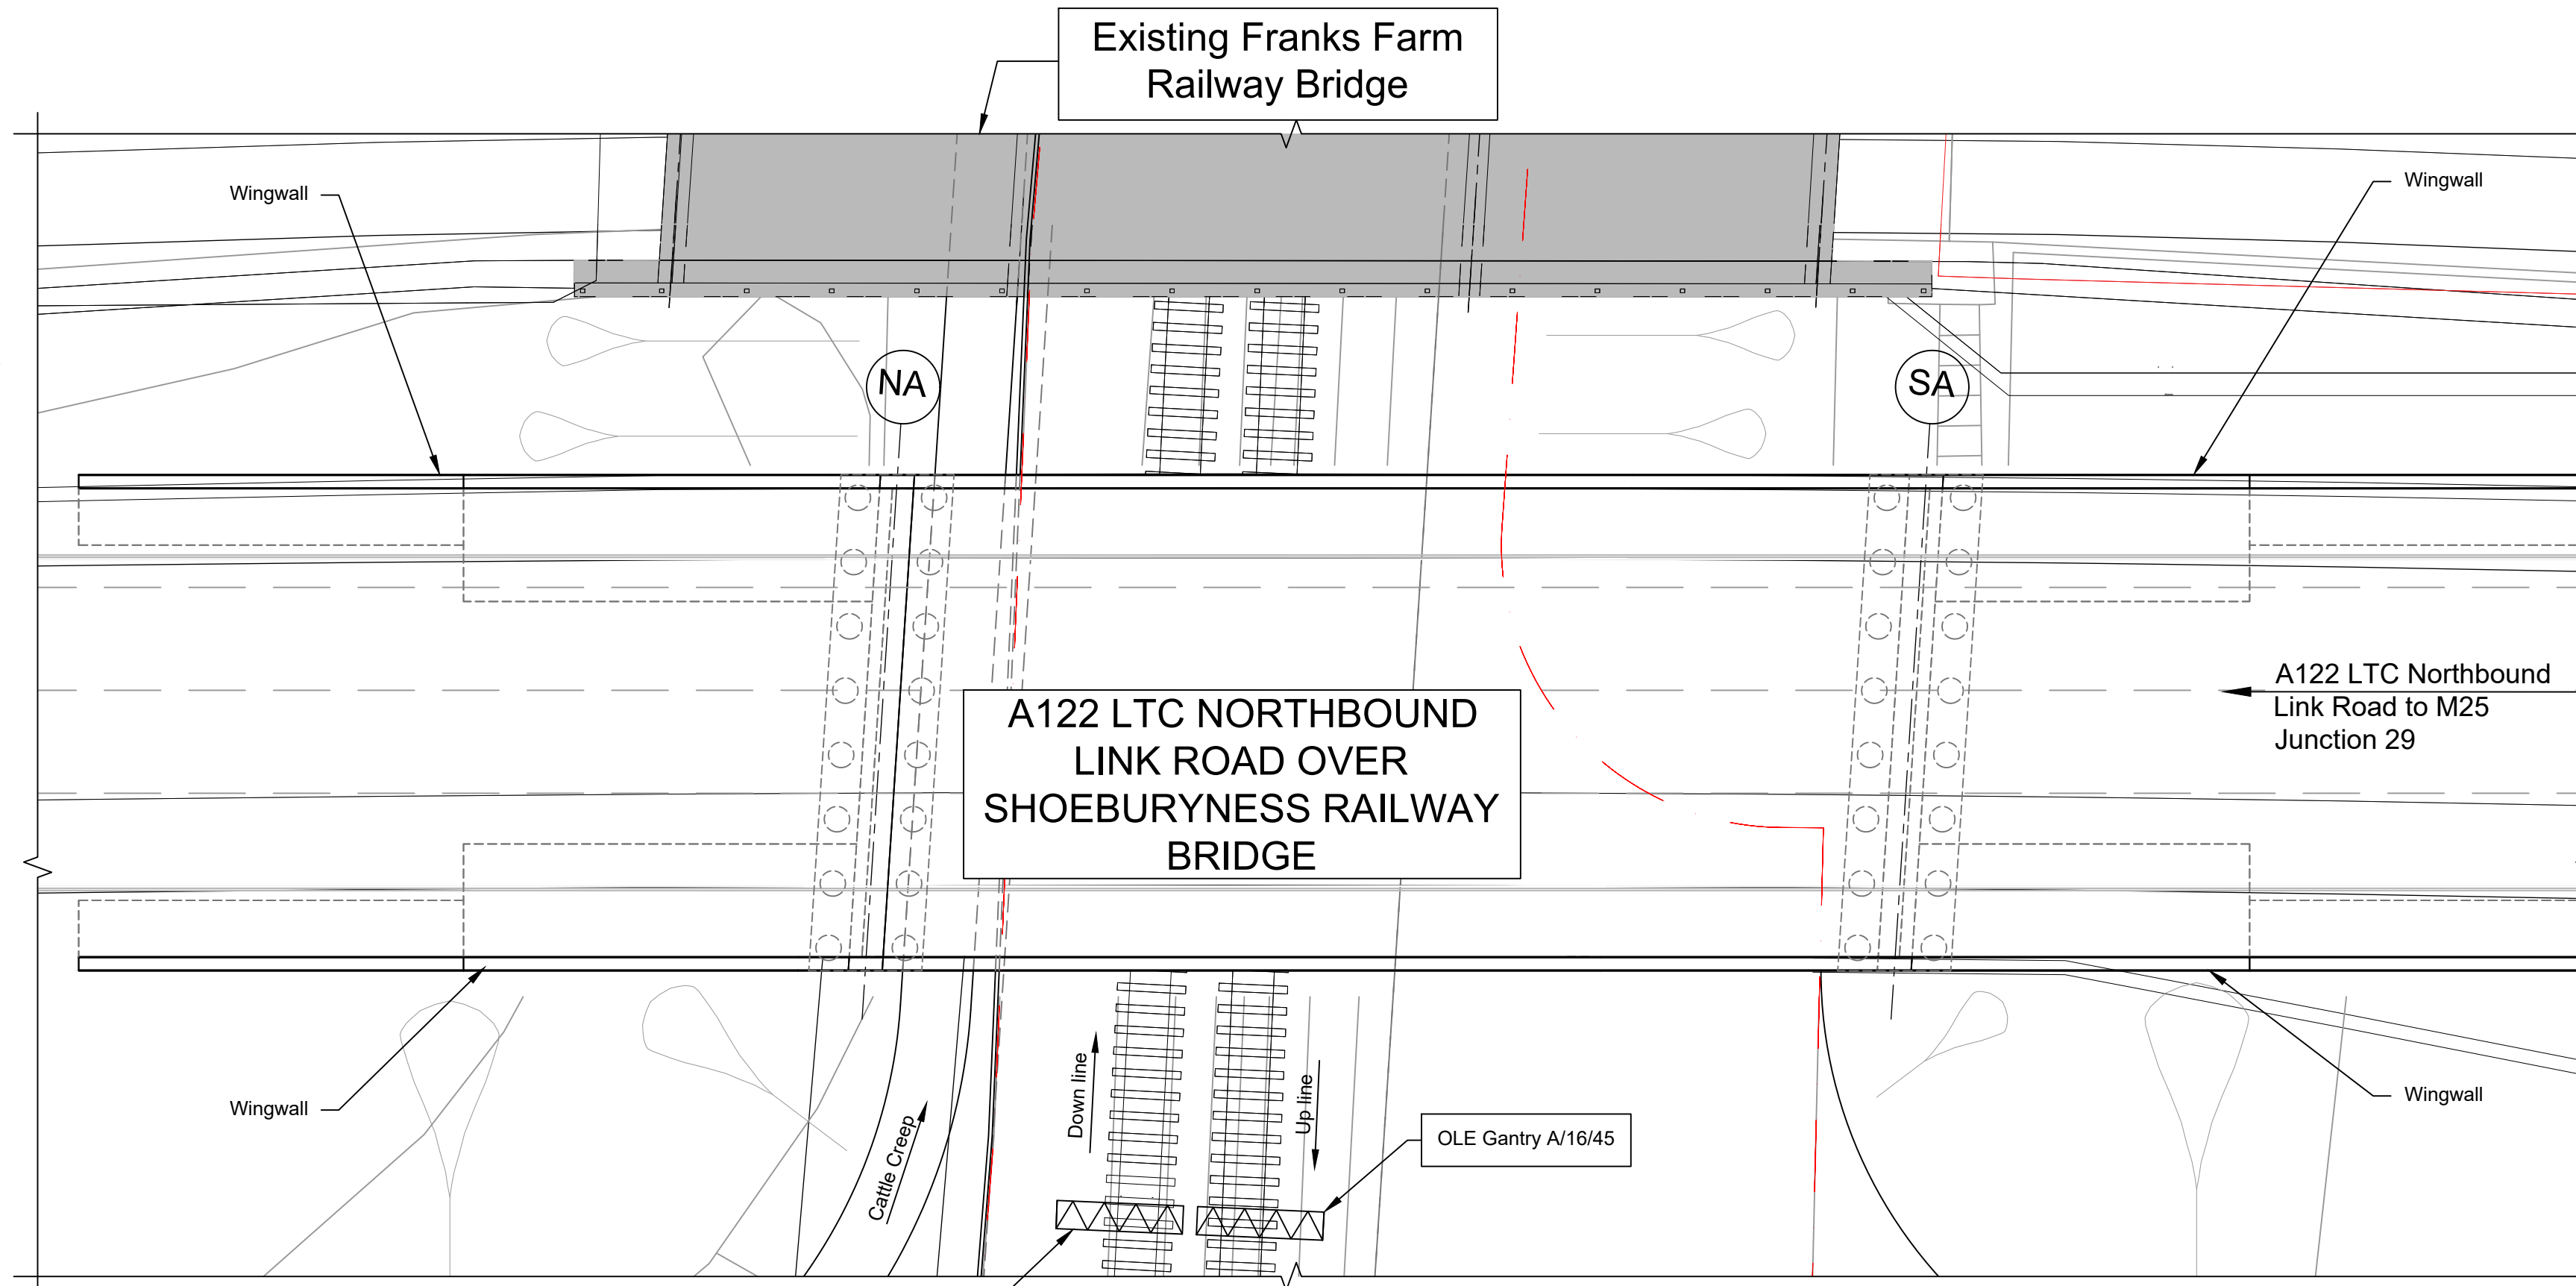 Existing Franks Farm
Railway Bridge
Wingwall
Wingwall
NA
SA
A122 LTC NORTHBOUND
LINK ROAD OVER
SHOEBURYNESS RAILWAY
BRIDGE
A122 LTC Northbound
Link Road to M25
Junction 29
Wingwall
Cattle Creep
Down line
Up line
OLE Gantry A/16/45
Wingwall